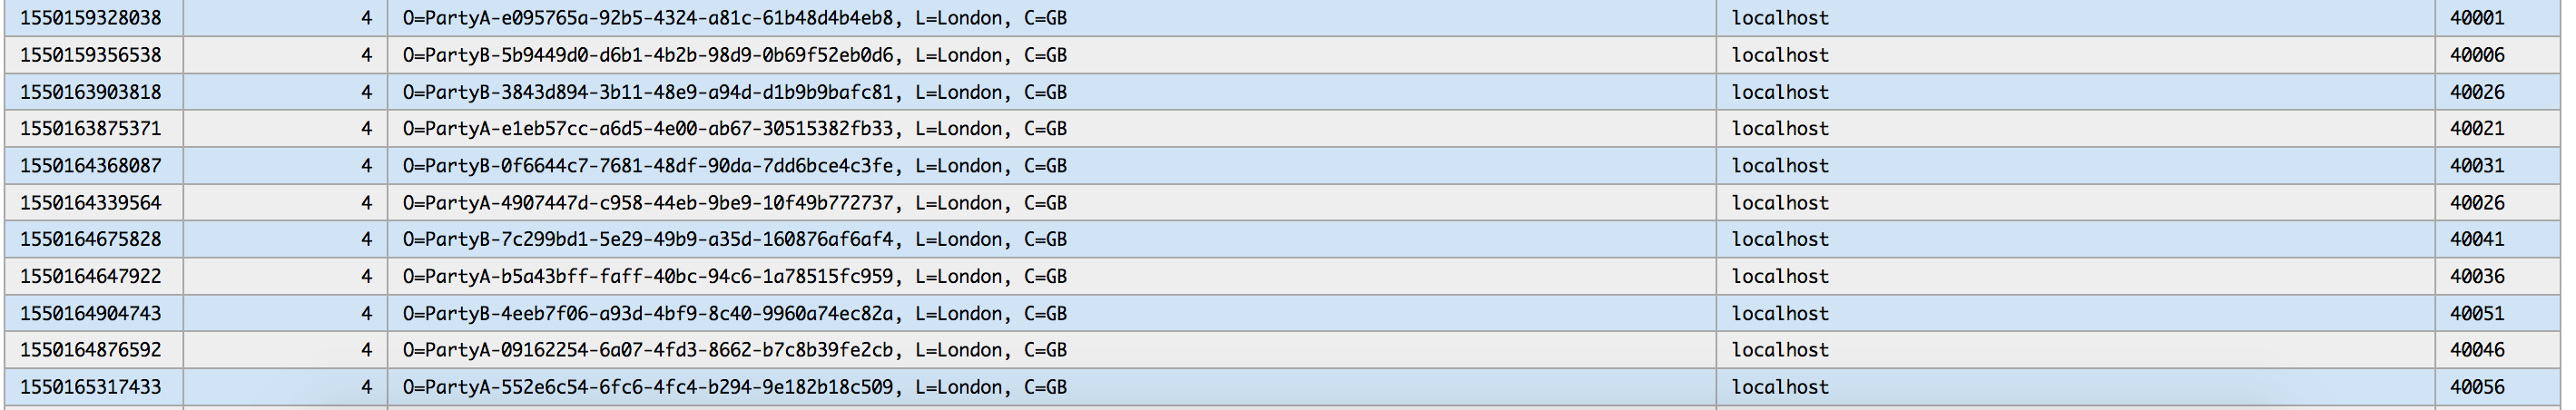 1550159328038 4 O=PartyA-e095765a-92b5-4324-a81c-61b48d4b4eb8, L=London, C=GB localhost 40001
1550159356538 4 O=PartyB-5b9449d0-d6b1-4b2b-98d9-0b69f52eb0d6, L=London, C=GB localhost 40006
1550163903818 4 O=PartyB-3843d894-3b11-48e9-a94d-d1b9b9bafc81, L=London, C=GB localhost 40026
1550163875371 4 O=PartyA-e1eb57cc-a6d5-4e00-ab67-30515382fb33, L=London, C=GB localhost 40021
1550164368087 4 O=PartyB-0f6644c7-7681-48df-90da-7dd6bce4c3fe, L=London, C=GB localhost 40031
1550164339564 4 O=PartyA-4907447d-c958-44eb-9be9-10f49b772737, L=London, C=GB localhost 40026
1550164675828 4 O=PartyB-7c299bd1-5e29-49b9-a35d-160876af6af4, L=London, C=GB localhost 40041
1550164647922 4 O=PartyA-b5a43bff-faff-40bc-94c6-1a78515fc959, L=London, C=GB localhost 40036
1550164904743 4 O=PartyB-4eeb7f06-a93d-4bf9-8c40-9960a74ec82a, L=London, C=GB localhost 40051
1550164876592 4 O=PartyA-09162254-6a07-4fd3-8662-b7c8b39fe2cb, L=London, C=GB localhost 40046
1550165317433 4 O=PartyA-552e6c54-6fc6-4fc4-b294-9e182b18c509, L=London, C=GB localhost 40056